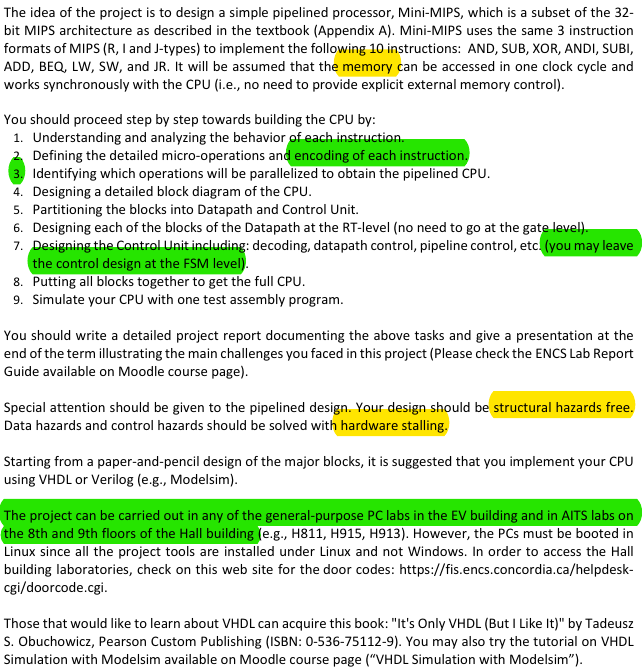 The idea of the project is to design a simple pipelined processor, Mini-MIPS, which is a subset of the 32-
bit MIPS architecture as described in the textbook (Appendix A). Mini-MIPS uses the same 3 instruction
formats of MIPS (R, I and J-types) to implement the following 10 instructions: AND, SUB, XOR, ANDI, SUBI,
ADD, BEQ, LW, SW, and JR. It will be assumed that the memory can be accessed in one clock cycle and
works synchronously with the CPU (i.e., no need to provide explicit external memory control).
You should proceed step by step towards building the CPU by:
1. Understanding and analyzing the behavior of each instruction.
2. Defining the detailed micro-operations and encoding of each instruction.
3. Identifying which operations will be parallelized to obtain the pipelined CPU.
4. Designing a detailed block diagram of the CPU.
5. Partitioning the blocks into Datapath and Control Unit.
6. Designing each of the blocks of the Datapath at the RT-level (no need to go at the gate level).
7. Designing the Control Unit including: decoding, datapath control, pipeline control, etc. (you may leave
the control design at the FSM level).
8. Putting all blocks together to get the full CPU.
9. Simulate your CPU with one test assembly program.
You should write a detailed project report documenting the above tasks and give a presentation at the
end of the term illustrating the main challenges you faced in this project (Please check the ENCS Lab Report
Guide available on Moodle course page).
Special attention should be given to the pipelined design. Your design should be structural hazards free.
Data hazards and control hazards should be solved with hardware stalling.
Starting from a paper-and-pencil design of the major blocks, it is suggested that you implement your CPU
using VHDL or Verilog (e.g., Modelsim).
The project can be carried out in any of the general-purpose PC labs in the EV building and in AITS labs on
the 8th and 9th floors of the Hall building (e.g., H811, H915, H913). However, the PCs must be booted in
Linux since all the project tools are installed under Linux and not Windows. In order to access the Hall
building laboratories, check on this web site for the door codes: https://fis.encs.concordia.ca/helpdesk-
cgi/doorcode.cgi.
Those that would like to learn about VHDL can acquire this book: "It's Only VHDL (But I Like It)" by Tadeusz
S. Obuchowicz, Pearson Custom Publishing (ISBN: 0-536-75112-9). You may also try the tutorial on VHDL
Simulation with Modelsim available on Moodle course page (“VHDL Simulation with Modelsim”).